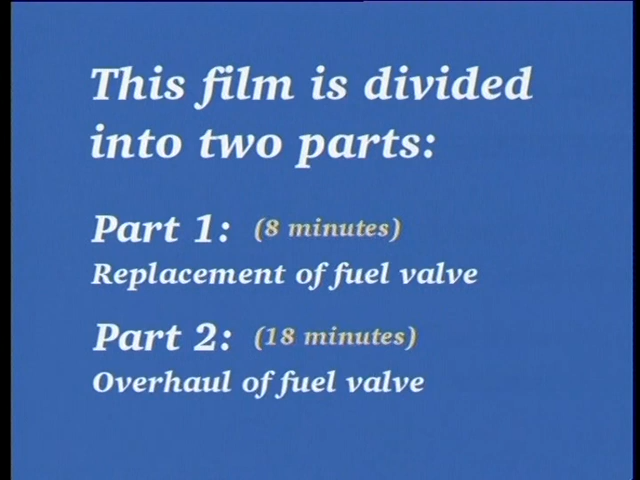 This film is divided
into two parts:
Part 1: (8 minutes)
Replacement of fuel valve
Part 2: (18 minutes)
Overhaul of fuel valve